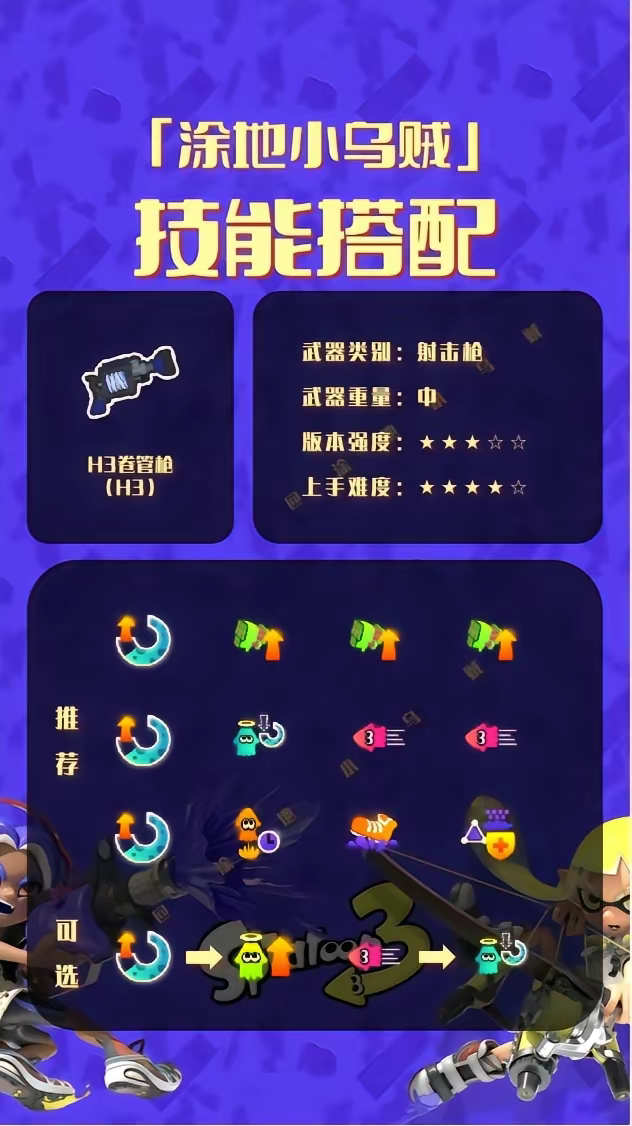 「涂地小乌贼」
技能搭配
H3卷管枪
(H3)
武器类别：射击枪
武器重量：中
版本强度：★★★☆☆
上手难度：★★★★☆
推荐
可选
Splatoon 3